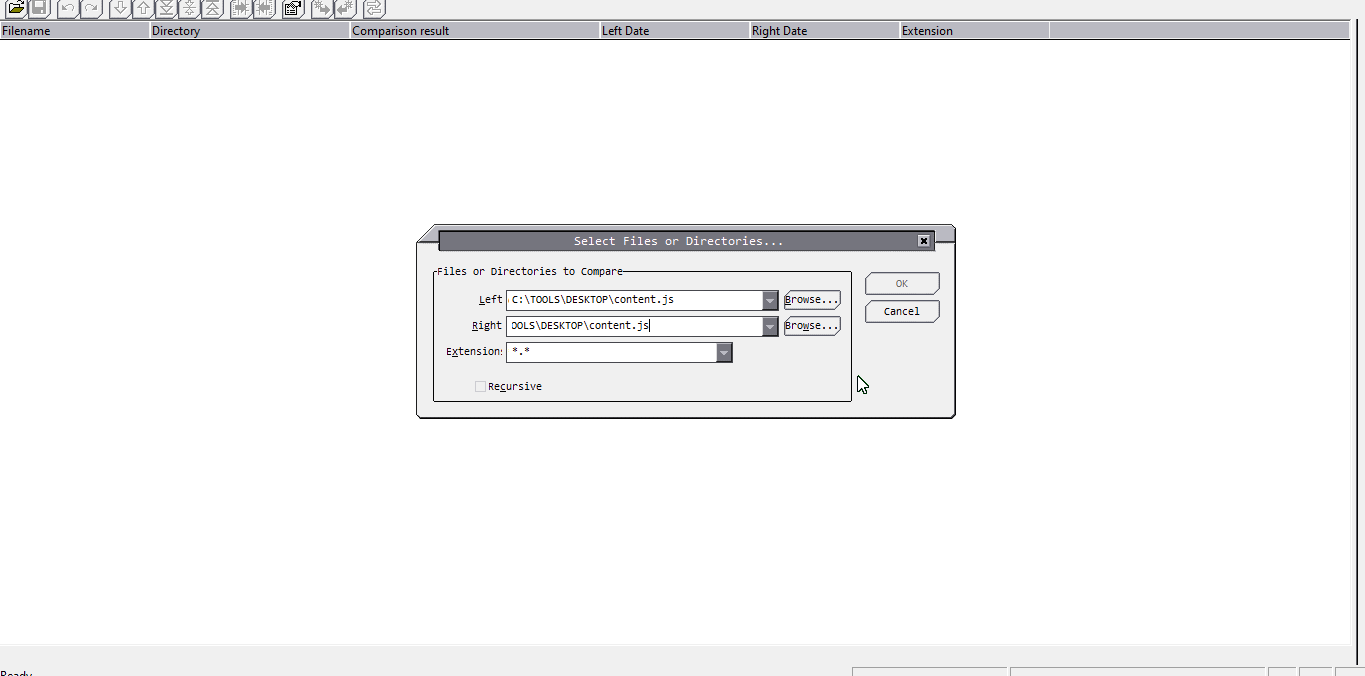 Filename Directory Comparison result Left Date Right Date Extension
Select Files or Directories...
Files or Directories to Compare
Left C:\TOOLS\DESKTOP\content.js Browse... OK
Right OOLS\DESKTOP\content.js Browse... Cancel
Extension: *.*
Recursive
Ready